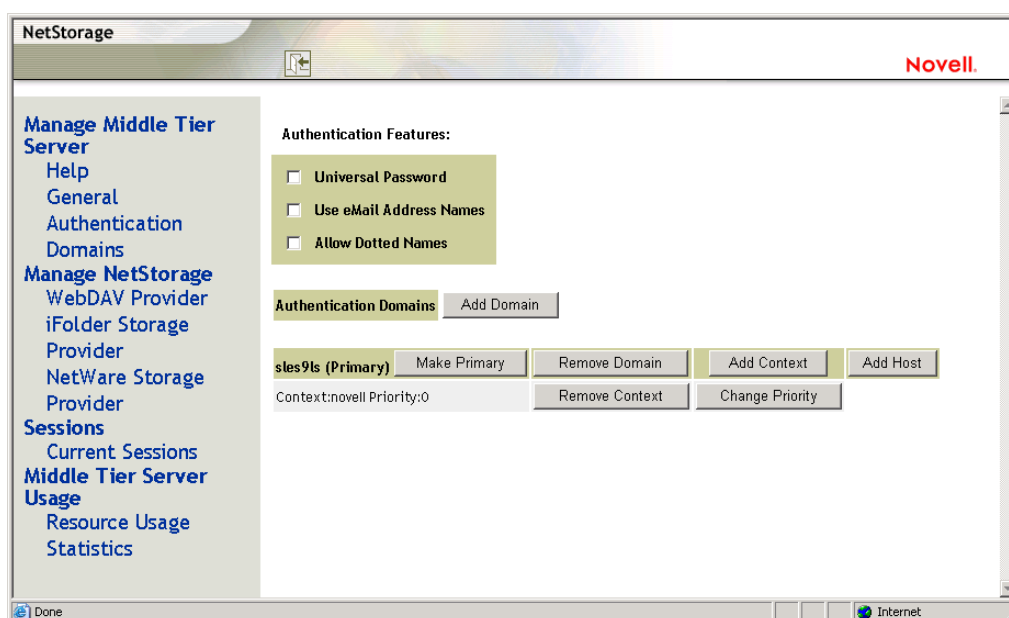 NetStorage
Novell.
Manage Middle Tier
Server
Help
General
Authentication
Domains
Manage NetStorage
WebDAV Provider
iFolder Storage
Provider
NetWare Storage
Provider
Sessions
Current Sessions
Middle Tier Server
Usage
Resource Usage
Statistics
Authentication Features:
Universal Password
Use eMail Address Names
Allow Dotted Names
Authentication Domains Add Domain
sles9ls (Primary) Make Primary Remove Domain Add Context Add Host
Context:novell Priority:0 Remove Context Change Priority
Done Internet